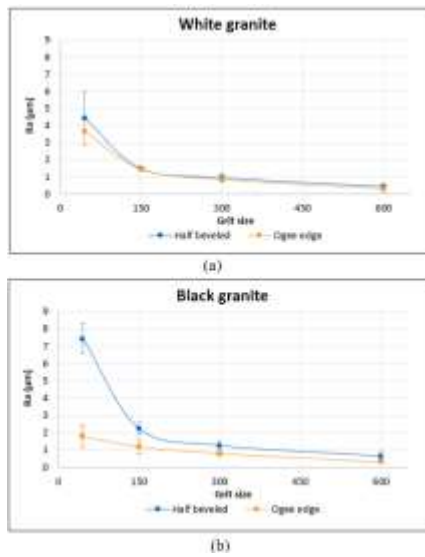 White granite
9
8
7
6
5
4
3
2
1
0
Ra [μm]
0 150 300 450 600
Grit size
Half beveled Ogee edge
(a)
Black granite
9
8
7
6
5
4
3
2
1
0
Ra [μm]
0 150 300 450 600
Grit size
Half beveled Ogee edge
(b)